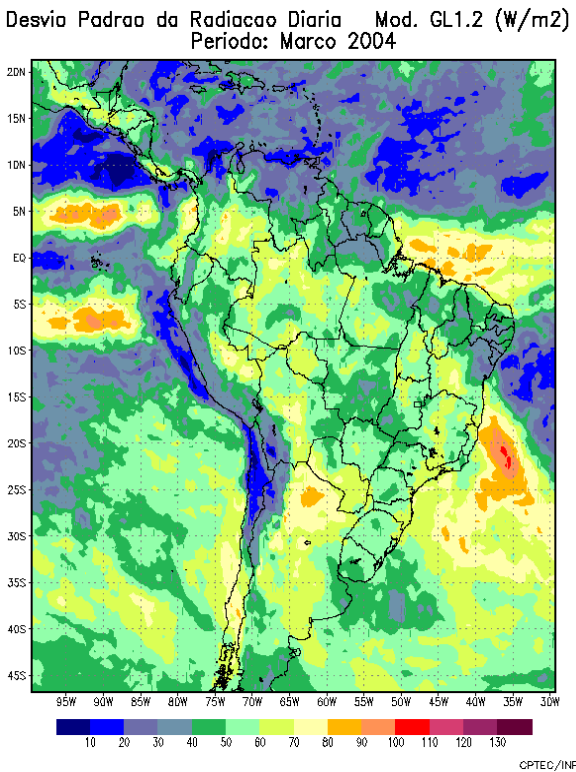 Desvio Padrao da Radiacao Diaria   Mod. GL1.2 (W/m2)
Periodo: Marco 2004
20N
15N
10N
5N
EQ
5S
10S
15S
20S
25S
30S
35S
40S
45S
95W 90W 85W 80W 75W 70W 65W 60W 55W 50W 45W 40W 35W 30W
10 20 30 40 50 60 70 80 90 100 110 120 130
CPTEC/INF